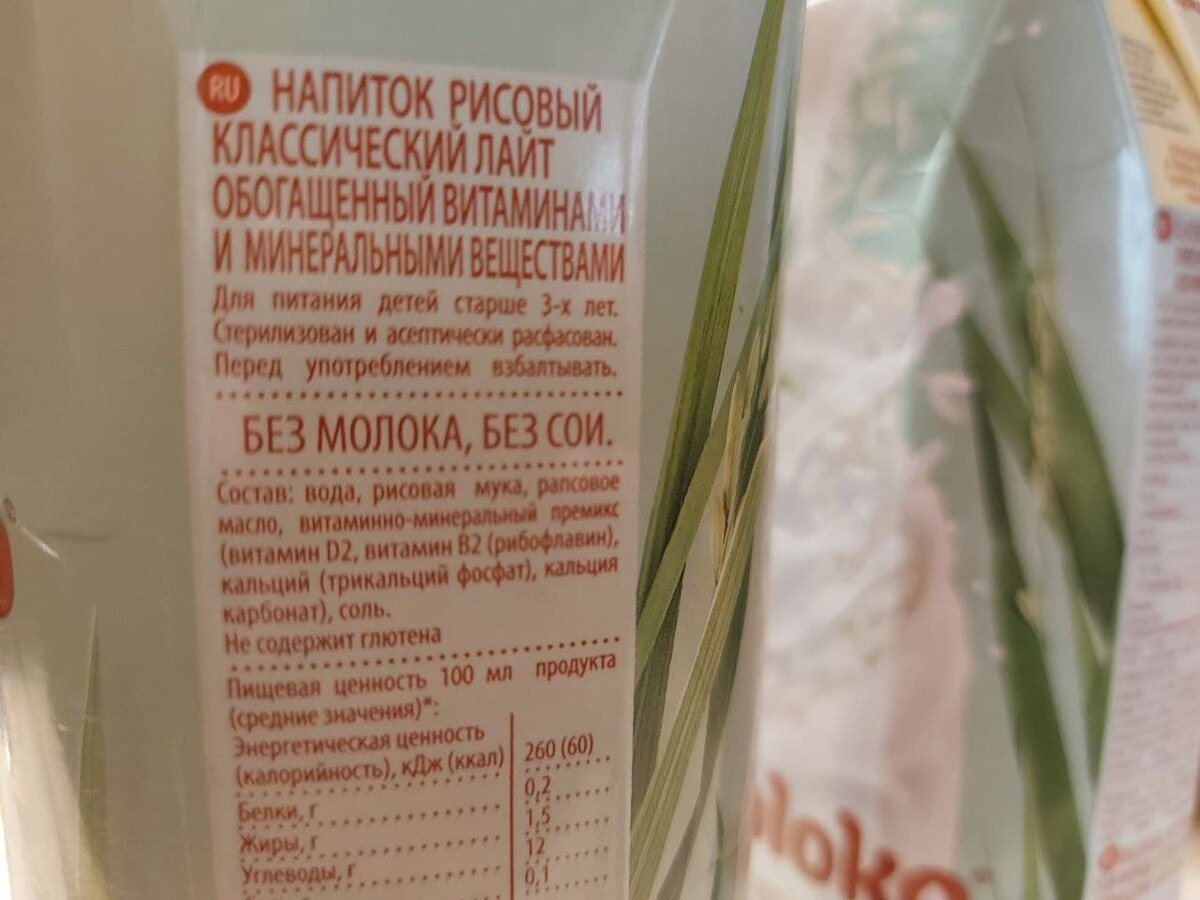 RU НАПИТОК РИСОВЫЙ
КЛАССИЧЕСКИЙ ЛАЙТ
ОБОГАЩЕННЫЙ ВИТАМИНАМИ
И МИНЕРАЛЬНЫМИ ВЕЩЕСТВАМИ
Для питания детей старше 3-х лет.
Стерилизован и асептически расфасован.
Перед употреблением взбалтывать.
БЕЗ МОЛОКА, БЕЗ СОИ.
Состав: вода, рисовая мука, рапсовое
масло, витаминно-минеральный премикс
(витамин D2, витамин В2 (рибофлавин),
кальций (трикальций фосфат), кальция
карбонат), соль.
Не содержит глютена
Пищевая ценность 100 мл продукта
(средние значения)*:
Энергетическая ценность
(калорийность), кДж (ккал) 260 (60)
Белки, г 0,2
Жиры, г 1,5
Углеводы, г 12
0,1
loko